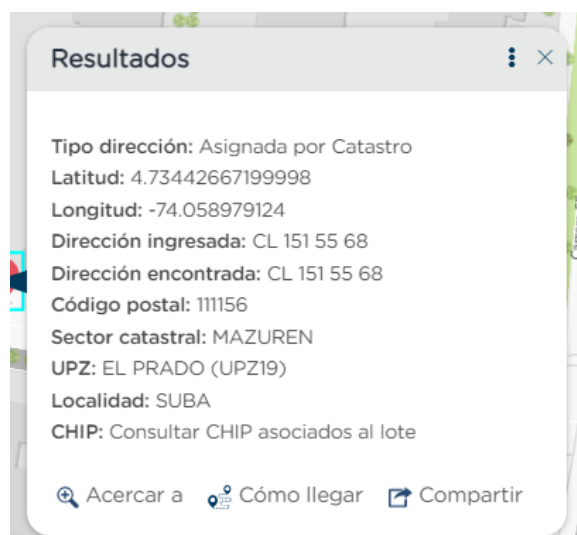 Resultados
Tipo dirección: Asignada por Catastro
Latitud: 4.73442667199998
Longitud: -74.058979124
Dirección ingresada: CL 151 55 68
Dirección encontrada: CL 151 55 68
Código postal: 111156
Sector catastral: MAZUREN
UPZ: EL PRADO (UPZ19)
Localidad: SUBA
CHIP: Consultar CHIP asociados al lote
Acercar a Cómo llegar Compartir